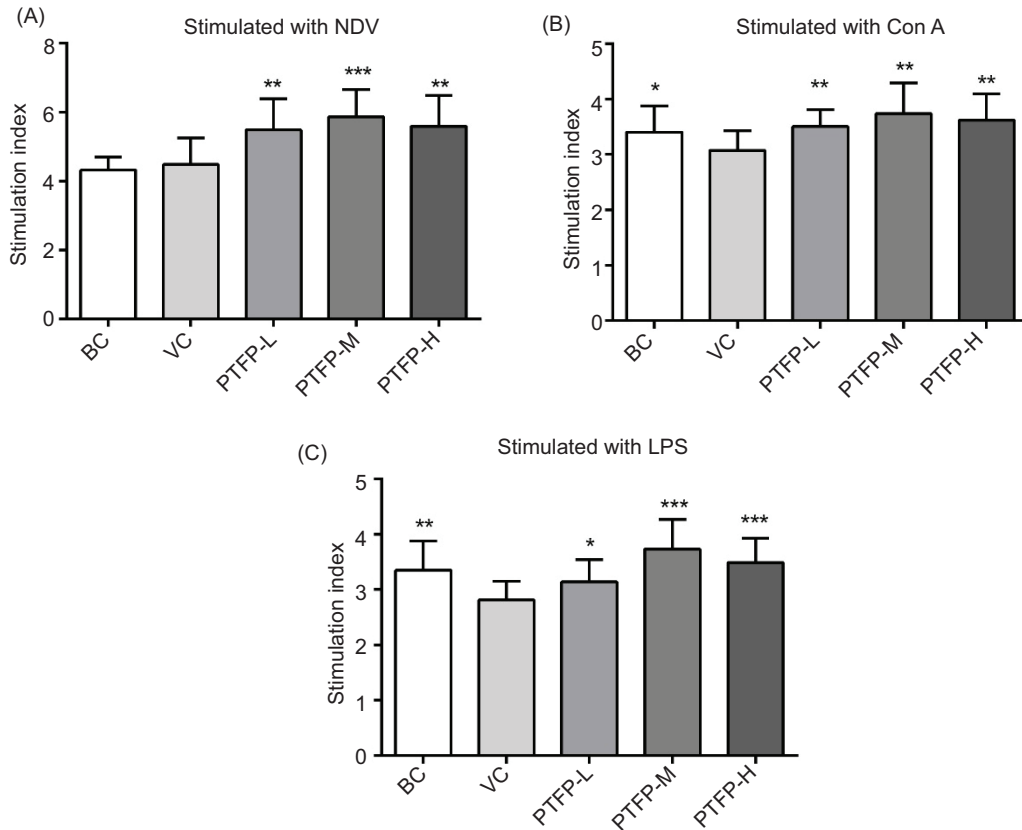 (A)
Stimulated with NDV
Stimulation index
8
6
4
2
0
**
***
**
BC
VC
PTFP-L
PTFP-M
PTFP-H
(B)
Stimulated with Con A
Stimulation index
5
4
3
2
1
0
*
**
**
**
BC
VC
PTFP-L
PTFP-M
PTFP-H
(C)
Stimulated with LPS
Stimulation index
5
4
3
2
1
0
**
*
***
***
BC
VC
PTFP-L
PTFP-M
PTFP-H